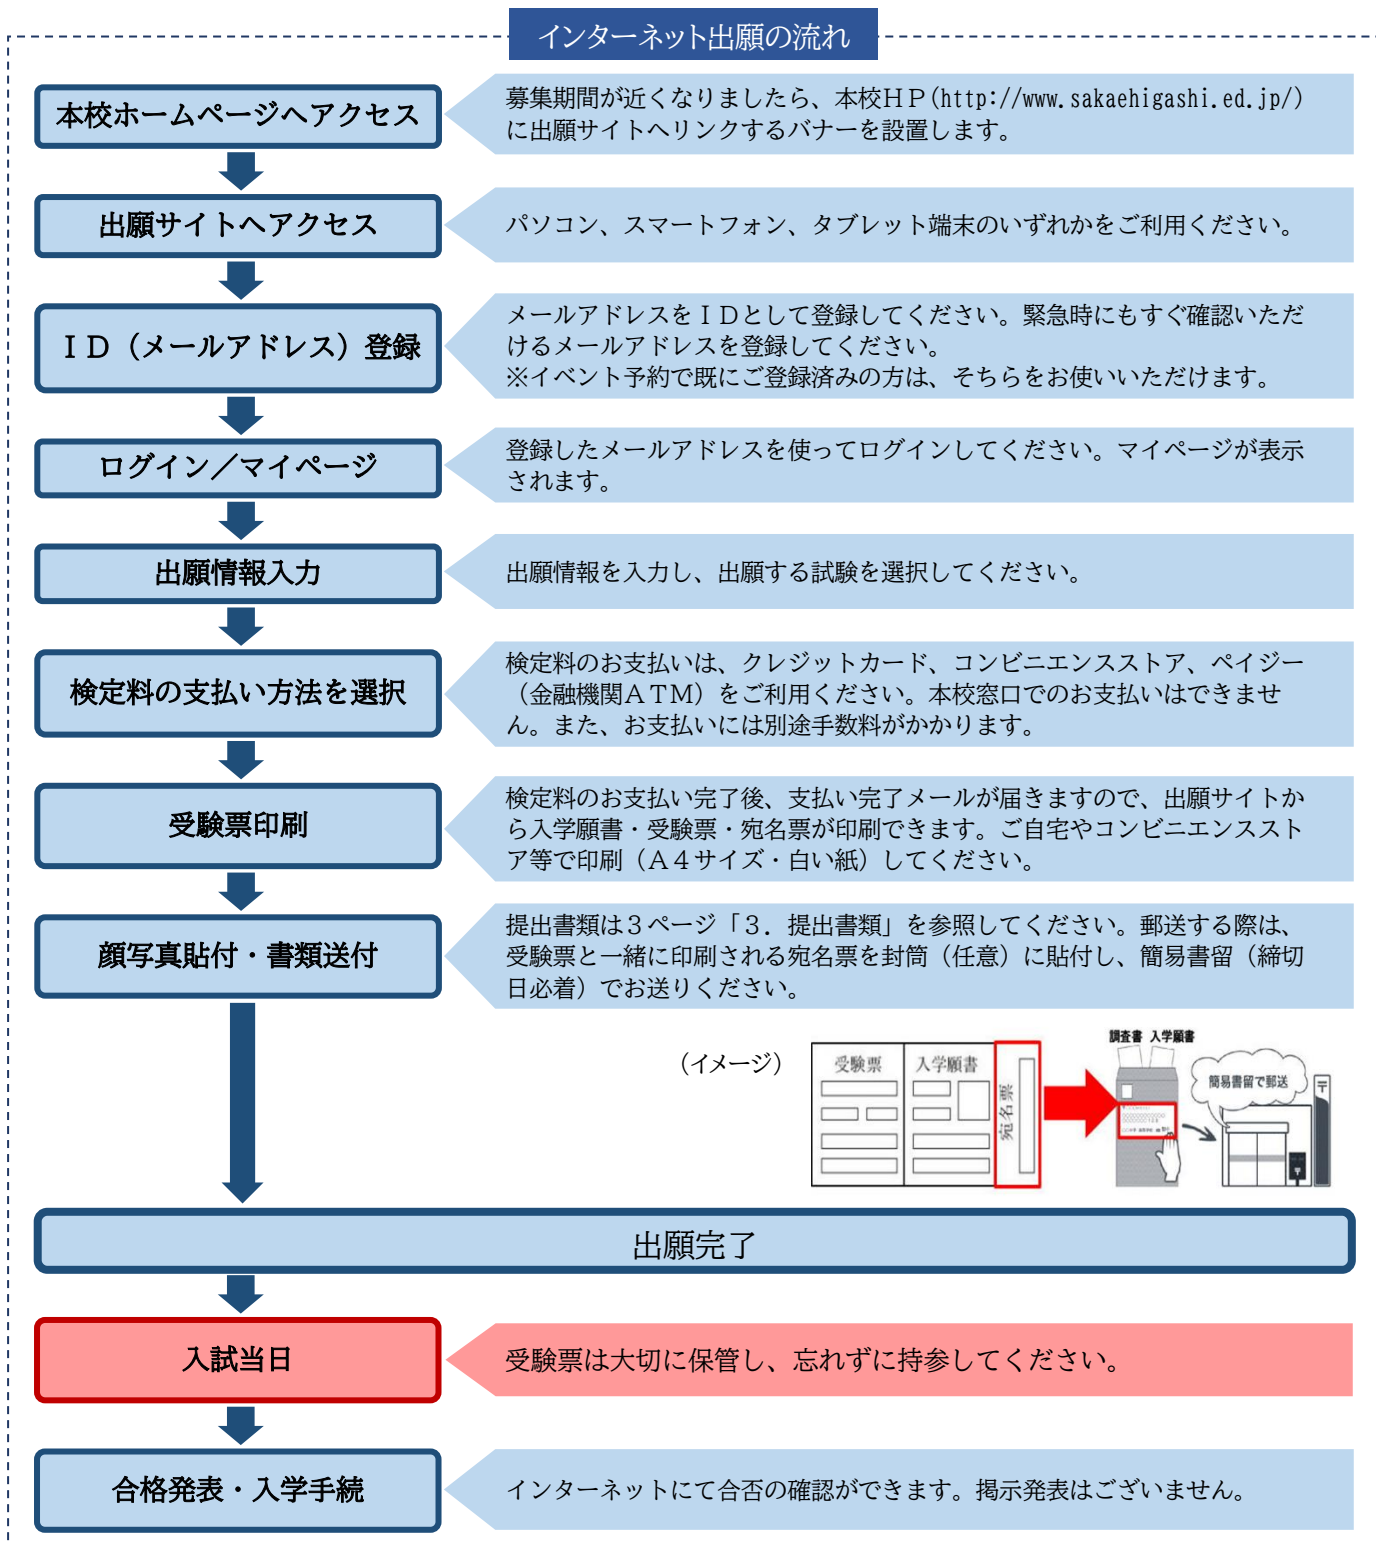 インターネット出願の流れ
本校ホームページへアクセス
募集期間が近くなりましたら、本校ＨＰ(http://www.sakaehigashi.ed.jp/)
に出願サイトへリンクするバナーを設置します。
出願サイトへアクセス
パソコン、スマートフォン、タブレット端末のいずれかをご利用ください。
ＩＤ（メールアドレス）登録
メールアドレスをＩＤとして登録してください。緊急時にもすぐ確認いただ
けるメールアドレスを登録してください。
※イベント予約で既にご登録済みの方は、そちらをお使いいただけます。
ログイン／マイページ
登録したメールアドレスを使ってログインしてください。マイページが表示
されます。
出願情報入力
出願情報を入力し、出願する試験を選択してください。
検定料の支払い方法を選択
検定料のお支払いは、クレジットカード、コンビニエンスストア、ペイジー
（金融機関ＡＴＭ）をご利用ください。本校窓口でのお支払いはできませ
ん。また、お支払いには別途手数料がかかります。
受験票印刷
検定料のお支払い完了後、支払い完了メールが届きますので、出願サイトか
ら入学願書・受験票・宛名票が印刷できます。ご自宅やコンビニエンススト
ア等で印刷（Ａ４サイズ・白い紙）してください。
顔写真貼付・書類送付
提出書類は３ページ「３．提出書類」を参照してください。郵送する際は、
受験票と一緒に印刷される宛名票を封筒（任意）に貼付し、簡易書留（締切
日必着）でお送りください。
（イメージ）
受験票
入学願書
宛名票
調査書 入学願書
簡易書留で郵送
〒
〒
出願完了
入試当日
受験票は大切に保管し、忘れずに持参してください。
合格発表・入学手続
インターネットにて合否の確認ができます。掲示発表はございません。